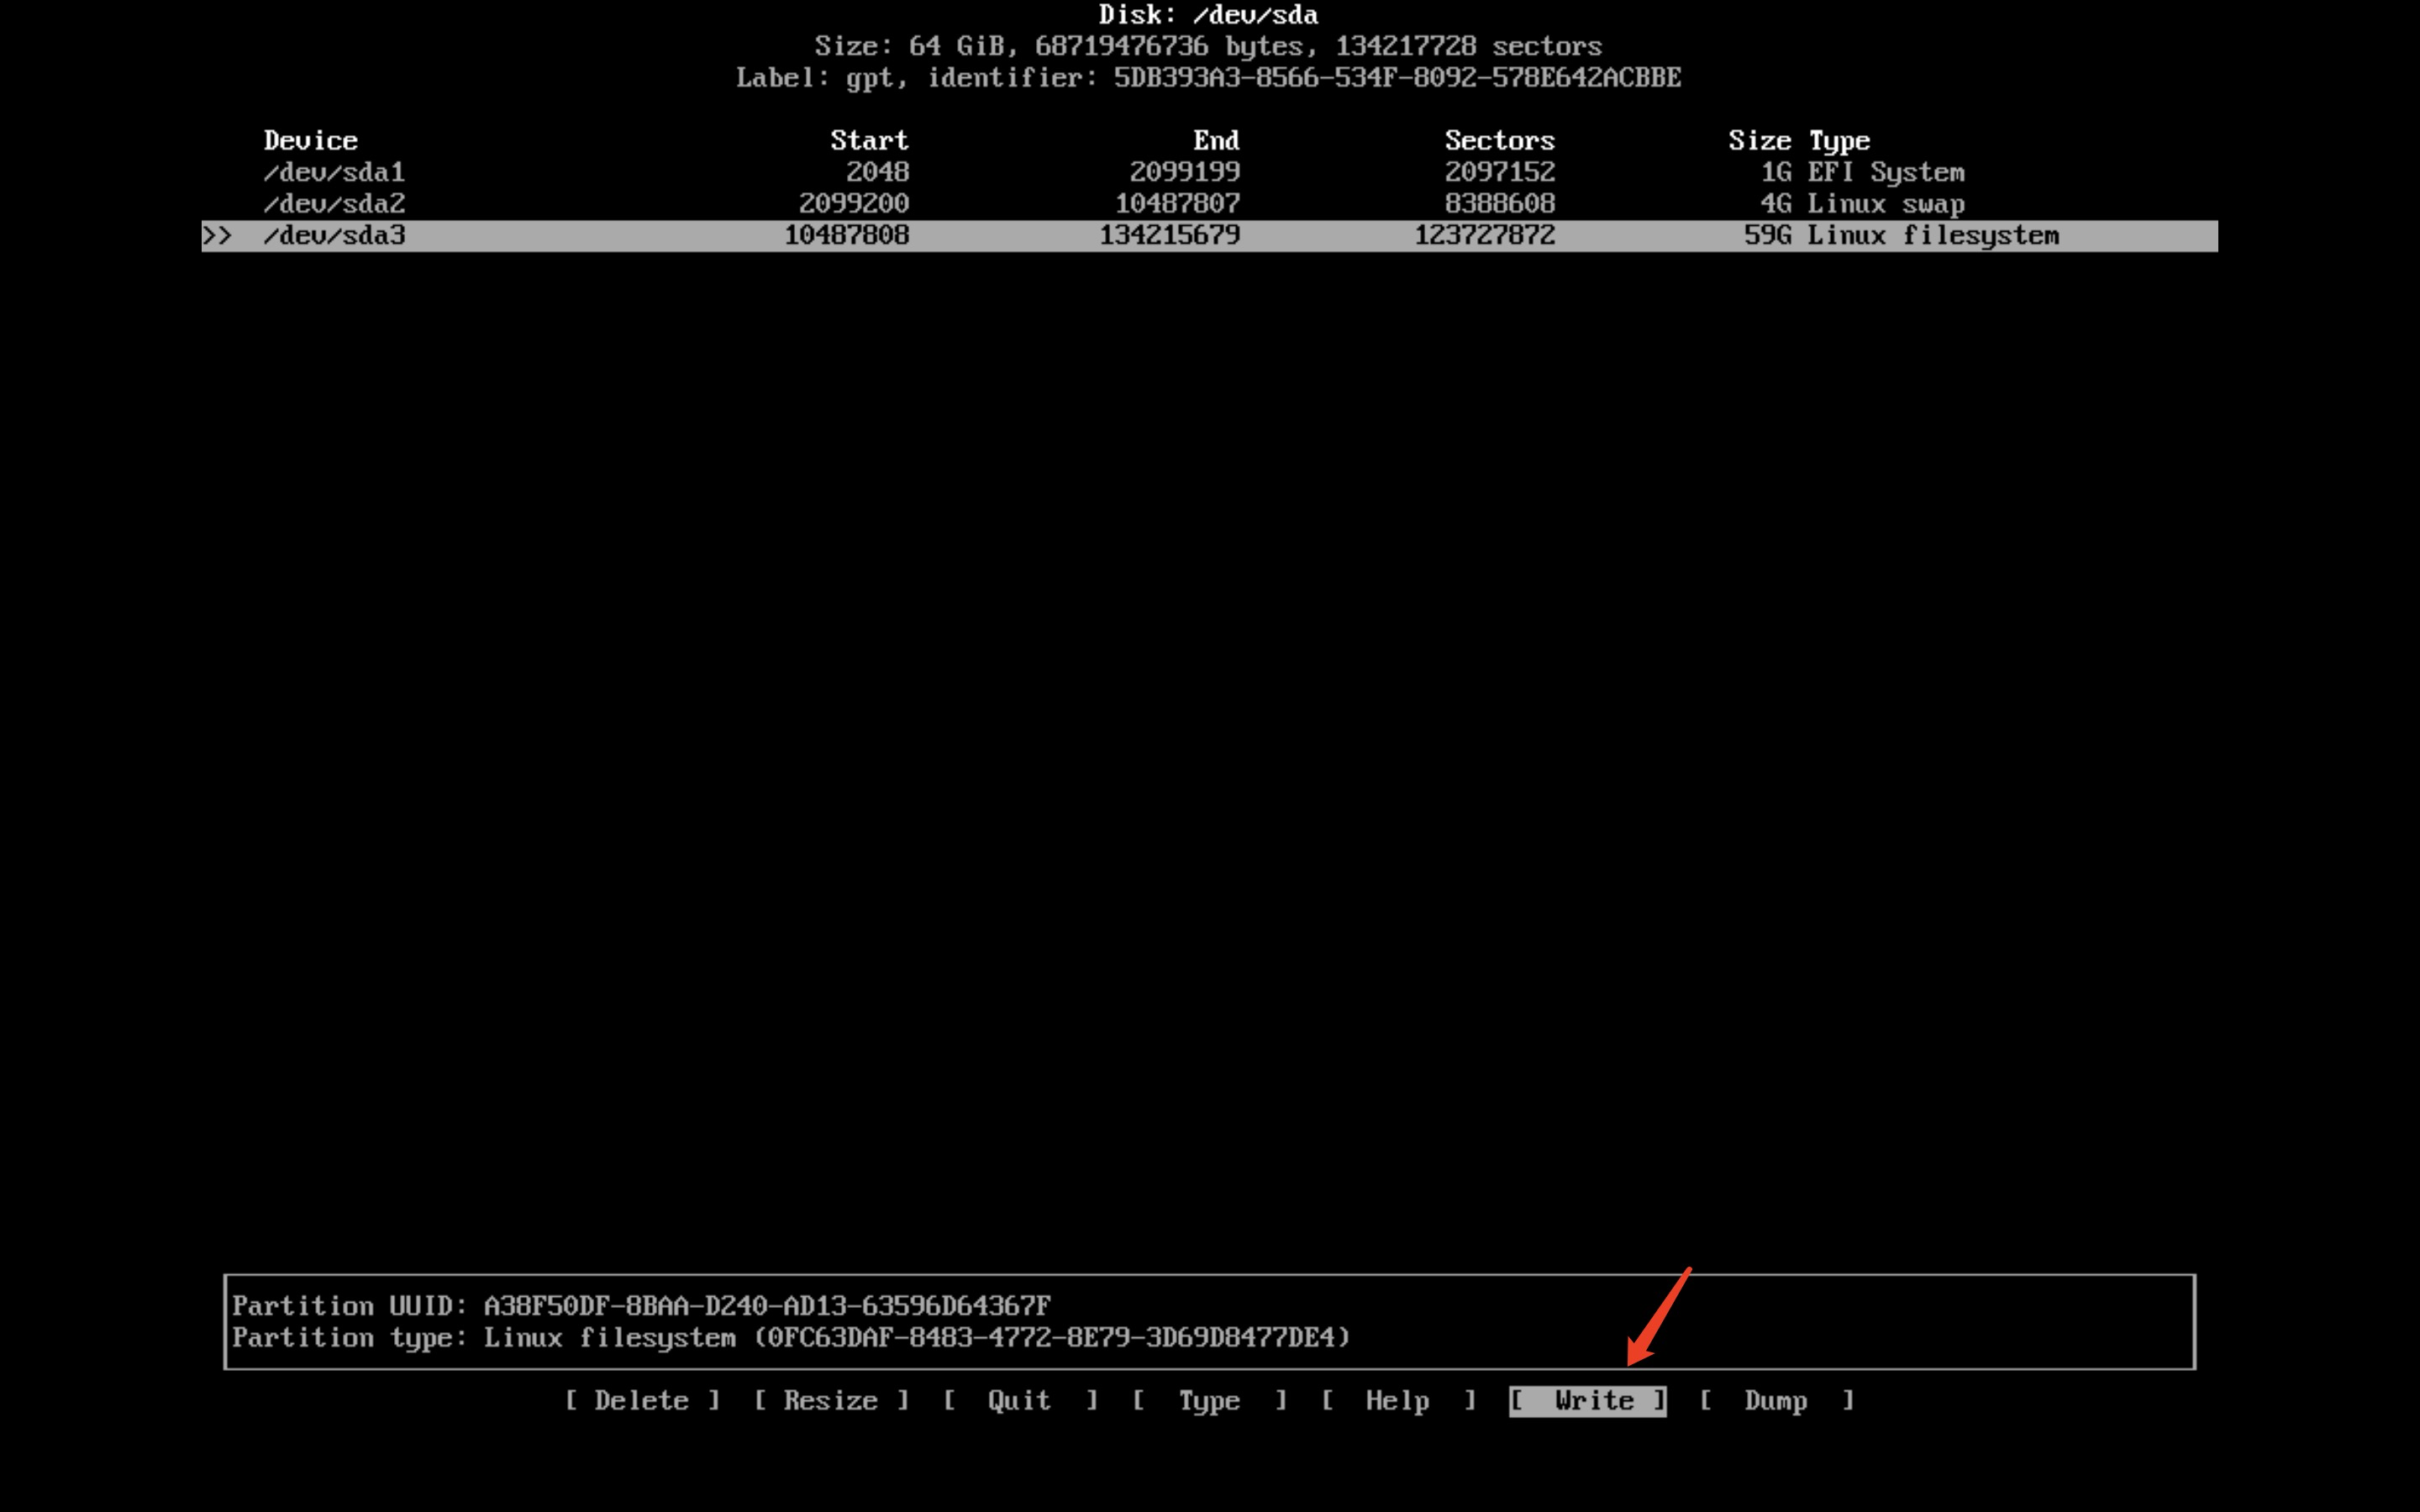 Disk: /dev/sda
Size: 64 GiB, 68719476736 bytes, 134217728 sectors
Label: gpt, identifier: 5DB393A3-8566-534F-8092-578E642ACBBE
Device Start End Sectors Size Type
/dev/sda1 2048 2099199 2097152 1G EFI System
/dev/sda2 2099200 10487807 8388608 4G Linux swap
>> /dev/sda3 10487808 134215679 123727872 59G Linux filesystem
Partition UUID: A38F50DF-8BAA-D240-AD13-63596D64367F
Partition type: Linux filesystem (0FC63DAF-8483-4772-8E79-3D69D8477DE4)
[ Delete ] [ Resize ] [ Quit ] [ Type ] [ Help ] [ Write ] [ Dump ]